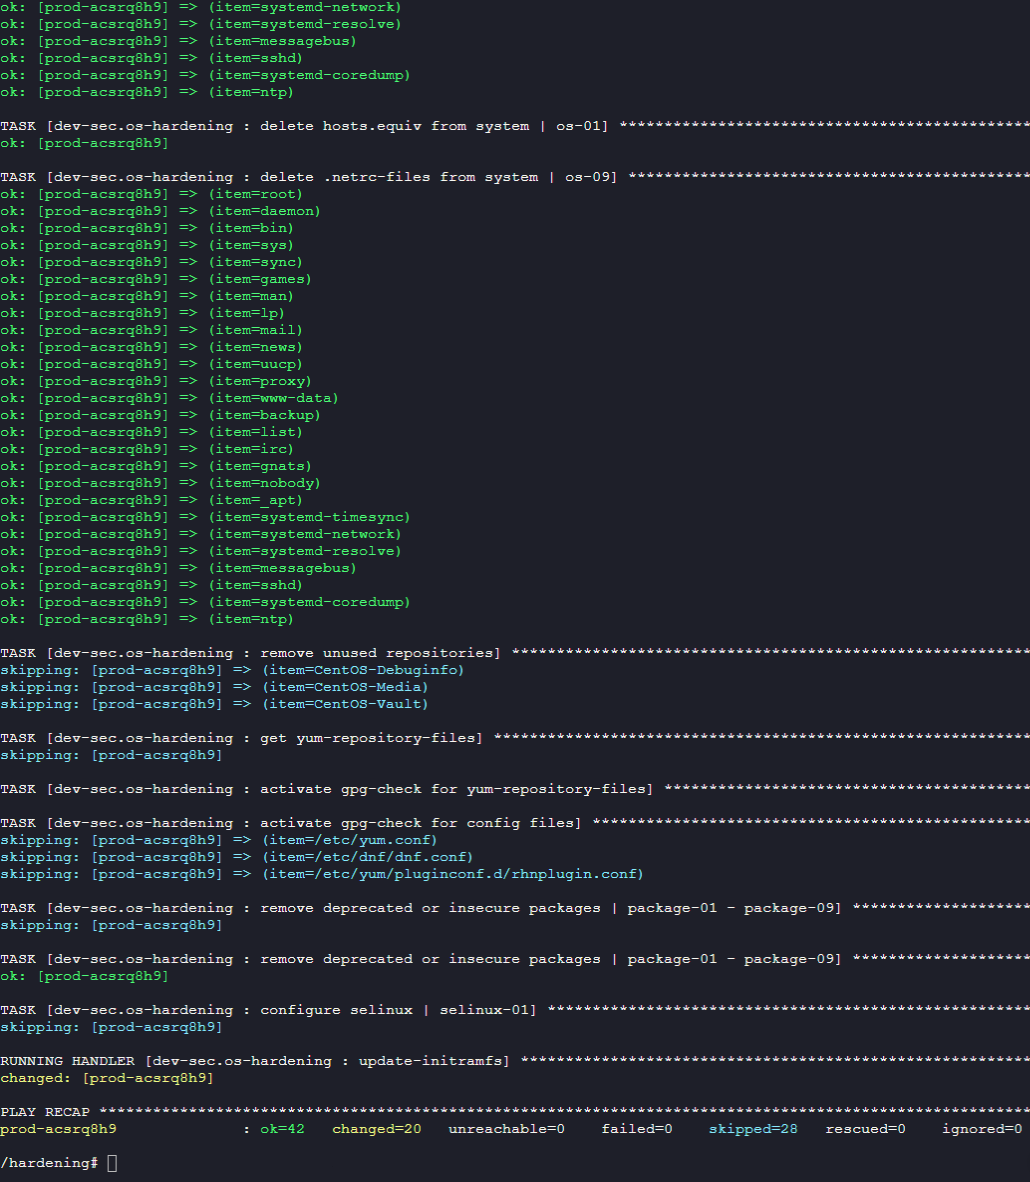 ok: [prod-acsrq8h9] => (item=systemd-network)
ok: [prod-acsrq8h9] => (item=systemd-resolve)
ok: [prod-acsrq8h9] => (item=messagebus)
ok: [prod-acsrq8h9] => (item=sshd)
ok: [prod-acsrq8h9] => (item=systemd-coredump)
ok: [prod-acsrq8h9] => (item=ntp)
TASK [dev-sec.os-hardening : delete hosts.equiv from system | os-01] **********************************************
ok: [prod-acsrq8h9]
TASK [dev-sec.os-hardening : delete .netrc-files from system | os-09] *********************************************
ok: [prod-acsrq8h9] => (item=root)
ok: [prod-acsrq8h9] => (item=daemon)
ok: [prod-acsrq8h9] => (item=bin)
ok: [prod-acsrq8h9] => (item=sys)
ok: [prod-acsrq8h9] => (item=sync)
ok: [prod-acsrq8h9] => (item=games)
ok: [prod-acsrq8h9] => (item=man)
ok: [prod-acsrq8h9] => (item=lp)
ok: [prod-acsrq8h9] => (item=mail)
ok: [prod-acsrq8h9] => (item=news)
ok: [prod-acsrq8h9] => (item=uucp)
ok: [prod-acsrq8h9] => (item=proxy)
ok: [prod-acsrq8h9] => (item=www-data)
ok: [prod-acsrq8h9] => (item=backup)
ok: [prod-acsrq8h9] => (item=list)
ok: [prod-acsrq8h9] => (item=irc)
ok: [prod-acsrq8h9] => (item=gnats)
ok: [prod-acsrq8h9] => (item=nobody)
ok: [prod-acsrq8h9] => (item=_apt)
ok: [prod-acsrq8h9] => (item=systemd-timesync)
ok: [prod-acsrq8h9] => (item=systemd-network)
ok: [prod-acsrq8h9] => (item=systemd-resolve)
ok: [prod-acsrq8h9] => (item=messagebus)
ok: [prod-acsrq8h9] => (item=sshd)
ok: [prod-acsrq8h9] => (item=systemd-coredump)
ok: [prod-acsrq8h9] => (item=ntp)
TASK [dev-sec.os-hardening : remove unused repositories] **********************************************************
skipping: [prod-acsrq8h9] => (item=CentOS-Debuginfo)
skipping: [prod-acsrq8h9] => (item=CentOS-Media)
skipping: [prod-acsrq8h9] => (item=CentOS-Vault)
TASK [dev-sec.os-hardening : get yum-repository-files] ************************************************************
skipping: [prod-acsrq8h9]
TASK [dev-sec.os-hardening : activate gpg-check for yum-repository-files] *****************************************
TASK [dev-sec.os-hardening : activate gpg-check for config files] *************************************************
skipping: [prod-acsrq8h9] => (item=/etc/yum.conf)
skipping: [prod-acsrq8h9] => (item=/etc/dnf/dnf.conf)
skipping: [prod-acsrq8h9] => (item=/etc/yum/pluginconf.d/rhnplugin.conf)
TASK [dev-sec.os-hardening : remove deprecated or insecure packages | package-01 - package-09] ********************
skipping: [prod-acsrq8h9]
TASK [dev-sec.os-hardening : remove deprecated or insecure packages | package-01 - package-09] ********************
ok: [prod-acsrq8h9]
TASK [dev-sec.os-hardening : configure selinux | selinux-01] ******************************************************
skipping: [prod-acsrq8h9]
RUNNING HANDLER [dev-sec.os-hardening : update-initramfs] *********************************************************
changed: [prod-acsrq8h9]
PLAY RECAP ********************************************************************************************************
prod-acsrq8h9              : ok=42   changed=20   unreachable=0    failed=0    skipped=28   rescued=0    ignored=0
/hardening#